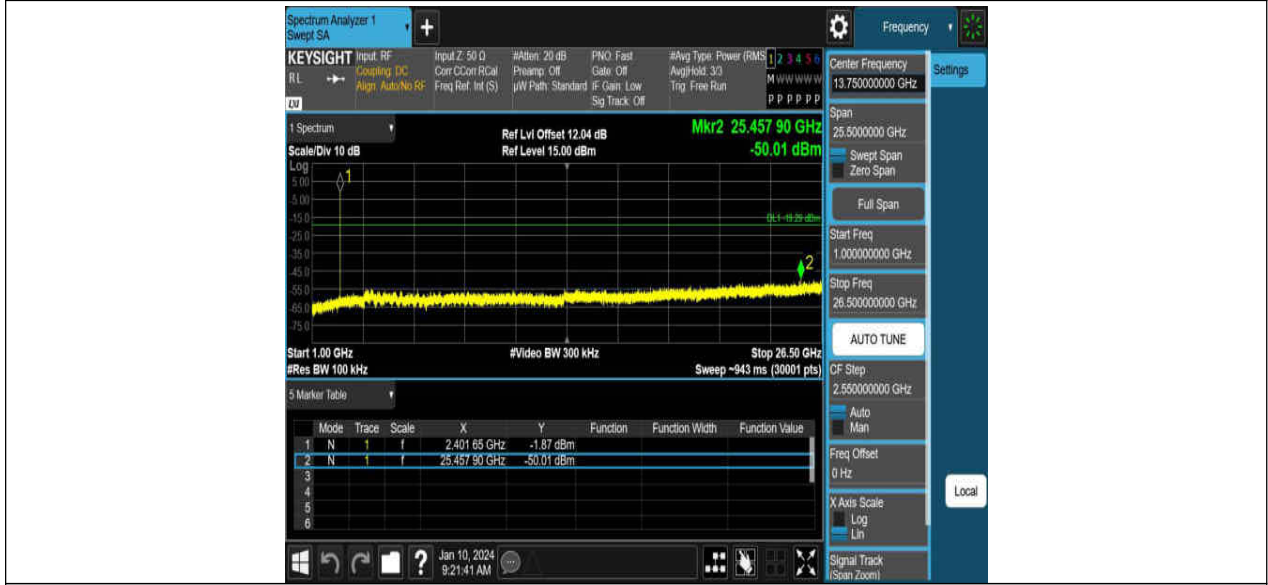 Spectrum Analyzer 1
Swept SA
+
Frequency
KEYSIGHT Input: RF Input Z: 50 Ω #Atten: 20 dB PNO: Fast #Avg Type: Power (RMS 1 2 3 4 5 6
RL Coupling: DC Corr CCorr RCal Preamp: Off Gate: Off Avg|Hold: 3/3 M W W W W W
Align: Auto/No RF Freq Ref: Int (S) µW Path: Standard IF Gain: Low Trig: Free Run
Sig Track: Off P P P P P P
LXI
1 Spectrum
Scale/Div 10 dB
Ref Lvl Offset 12.04 dB
Ref Level 15.00 dBm
Mkr2 25.457 90 GHz
-50.01 dBm
Log
5.00
-5.00
-15.0
-25.0
-35.0
-45.0
-55.0
-65.0
-75.0
1
2
Start 1.00 GHz #Video BW 300 kHz Stop 26.50 GHz
#Res BW 100 kHz Sweep ~943 ms (30001 pts)
5 Marker Table
Mode Trace Scale X Y Function Function Width Function Value
1 N 1 f 2.401 65 GHz -1.87 dBm
2 N 1 f 25.457 90 GHz -50.01 dBm
3
4
5
6
?
Jan 10, 2024
9:21:41 AM
Center Frequency
13.750000000 GHz
Settings
Span
25.5000000 GHz
Swept Span
Zero Span
Full Span
Start Freq
1.000000000 GHz
Stop Freq
26.500000000 GHz
AUTO TUNE
CF Step
2.550000000 GHz
Auto
Man
Freq Offset
0 Hz
X Axis Scale
Log
Lin
Signal Track
(Span Zoom)
Local